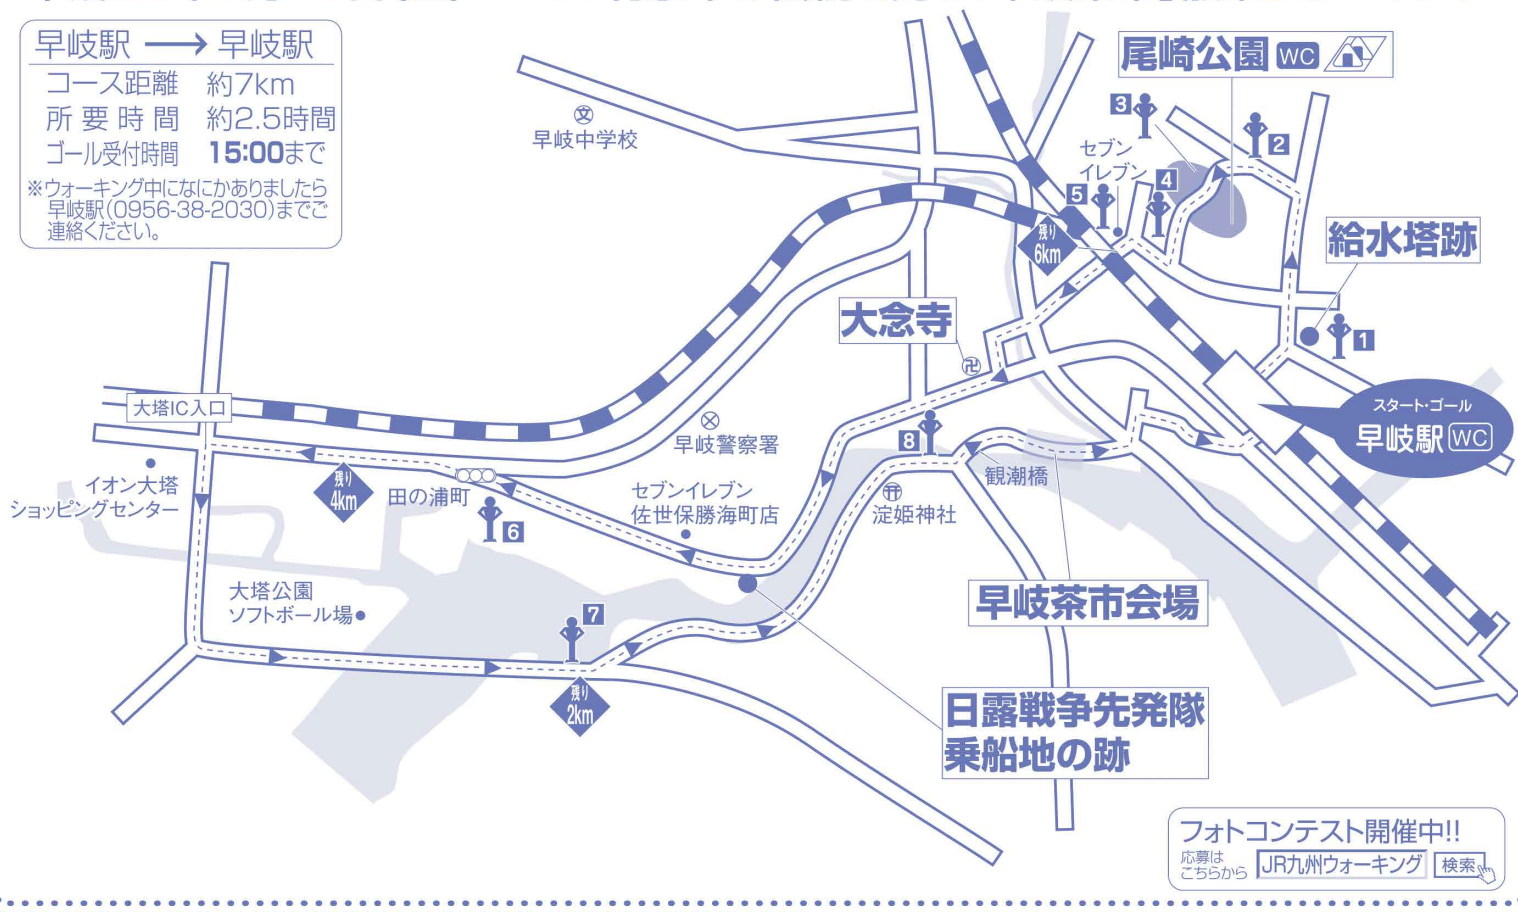 早岐駅 → 早岐駅
コース距離 約7km
所要時間 約2.5時間
ゴール受付時間 15:00まで
※ウォーキング中になにかありましたら
早岐駅(0956-38-2030)までご
連絡ください。
尾崎公園 WC
文
早岐中学校
3
2
セブン
イレブン
4
5
残り
6km
給水塔跡
1
大念寺
卍
スタート・ゴール
早岐駅 WC
大塔IC入口
早岐警察署
8
観潮橋
淀姫神社
イオン大塔
ショッピングセンター
残り
4km
田の浦町
6
セブンイレブン
佐世保勝海町店
大塔公園
ソフトボール場
7
早岐茶市会場
残り
2km
日露戦争先発隊
乗船地の跡
フォトコンテスト開催中!!
応募は
こちらから
JR九州ウォーキング 検索